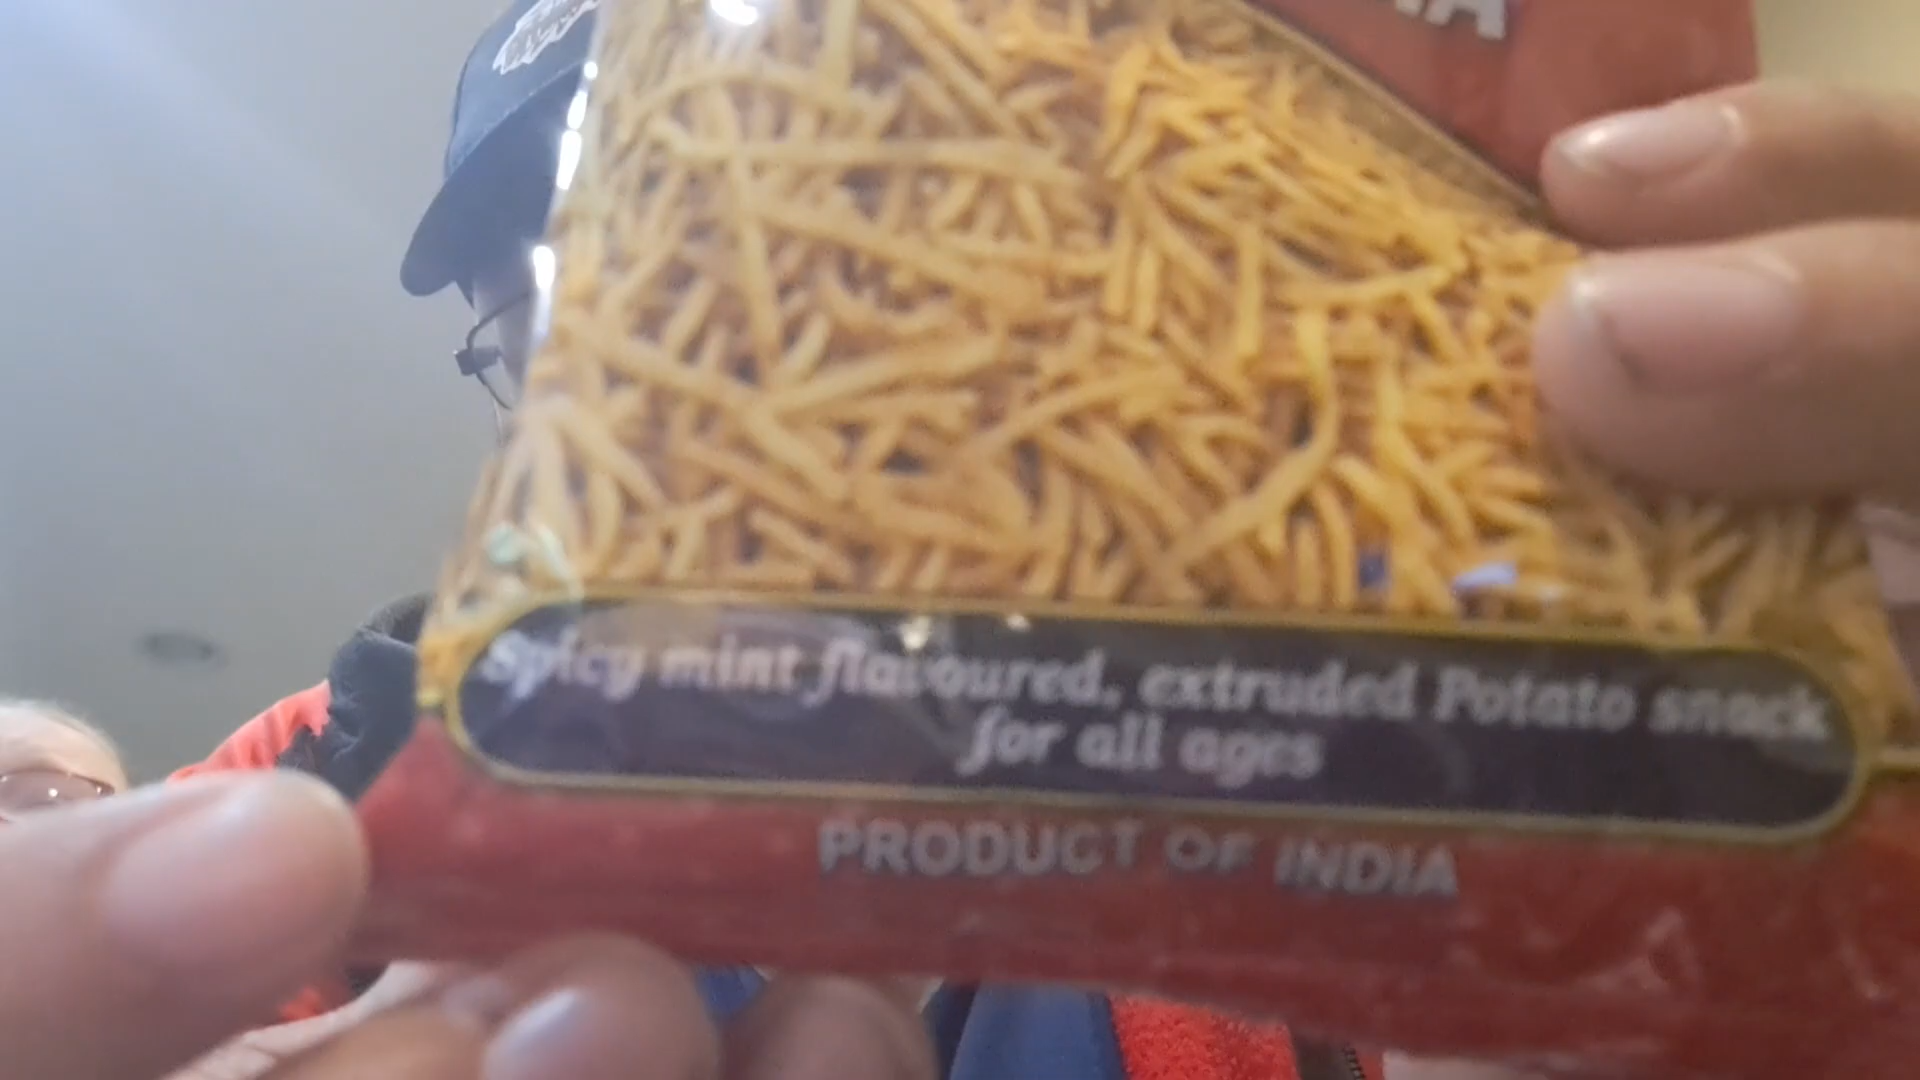 Spicy mint flavoured, extruded Potato snack
for all ages
PRODUCT OF INDIA